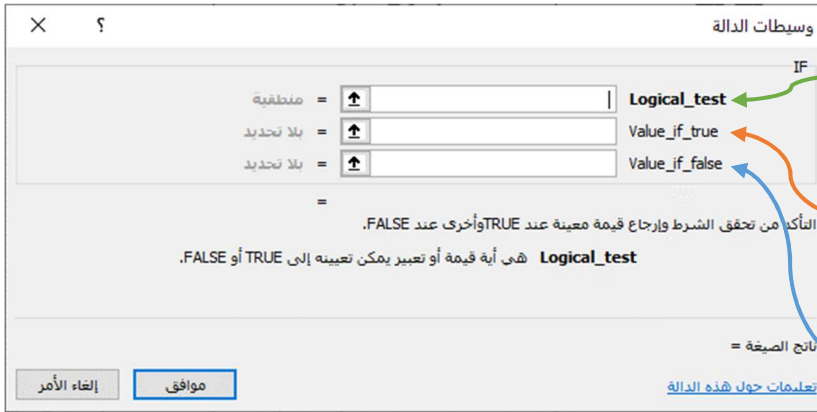 وسيطات الدالة
؟
IF
Logical_test = منطقية
Value_if_true = بلا تحديد
Value_if_false = بلا تحديد
=
التأكد من تحقق الشرط وإرجاع قيمة معينة عند TRUEوأخرى عند FALSE.
Logical_test هي أية قيمة أو تعبير يمكن تعيينه إلى TRUE أو FALSE.
ناتج الصيغة =
تعليمات حول هذه الدالة
موافق
إلغاء الأمر